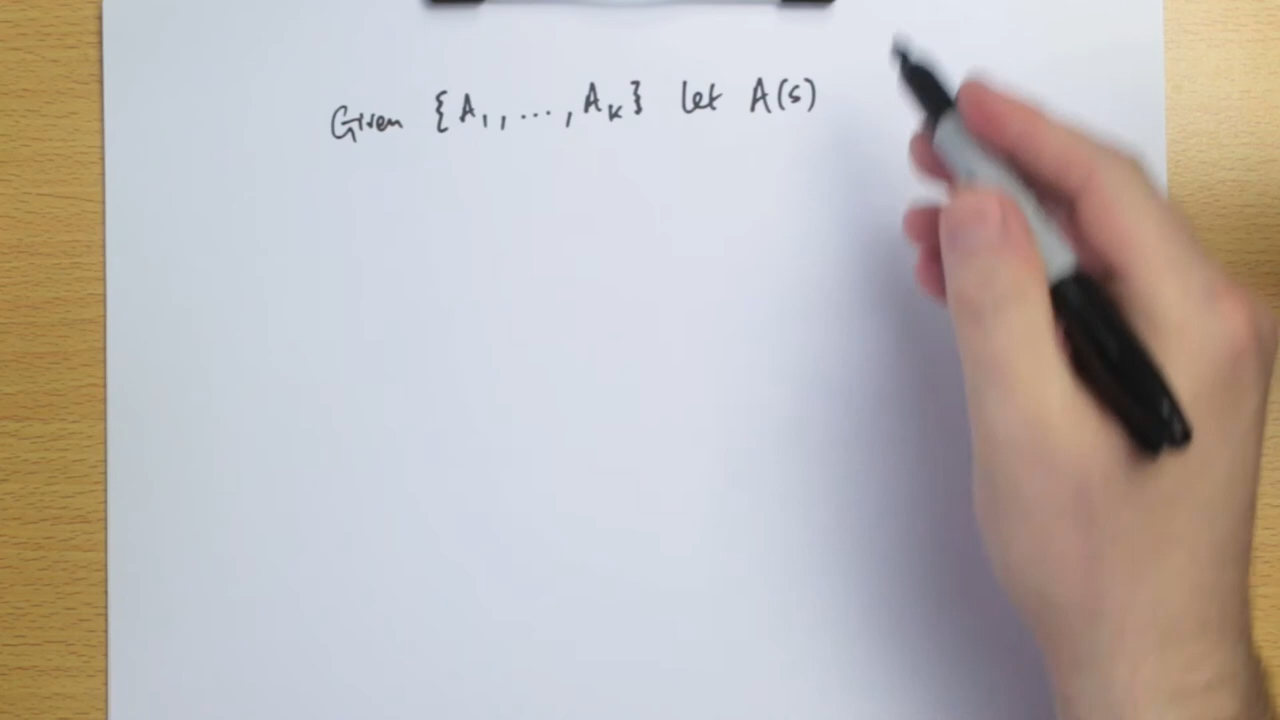 Given {A₁, ..., Aₖ} let A(s)